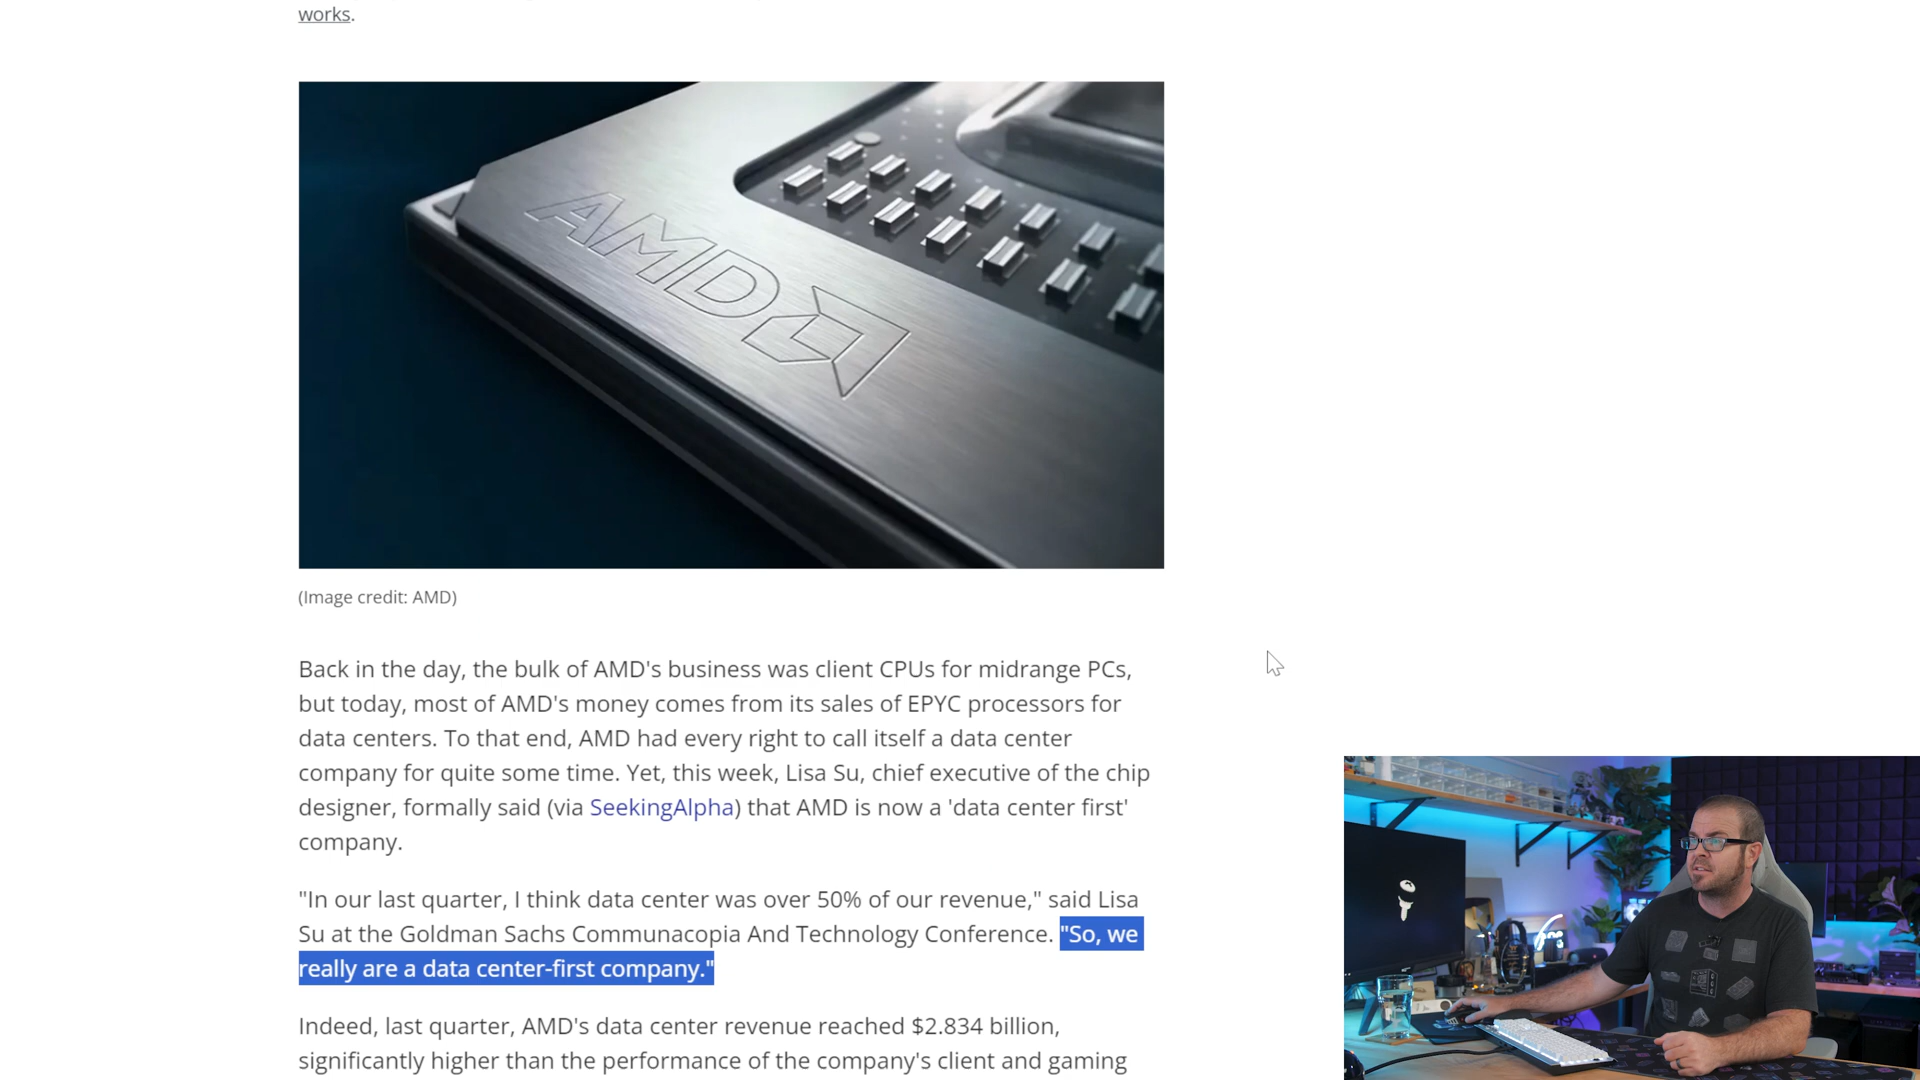 works.
AMD
(Image credit: AMD)
Back in the day, the bulk of AMD's business was client CPUs for midrange PCs,
but today, most of AMD's money comes from its sales of EPYC processors for
data centers. To that end, AMD had every right to call itself a data center
company for quite some time. Yet, this week, Lisa Su, chief executive of the chip
designer, formally said (via SeekingAlpha) that AMD is now a 'data center first'
company.
"In our last quarter, I think data center was over 50% of our revenue," said Lisa
Su at the Goldman Sachs Communacopia And Technology Conference. "So, we
really are a data center-first company."
Indeed, last quarter, AMD's data center revenue reached $2.834 billion,
significantly higher than the performance of the company's client and gaming